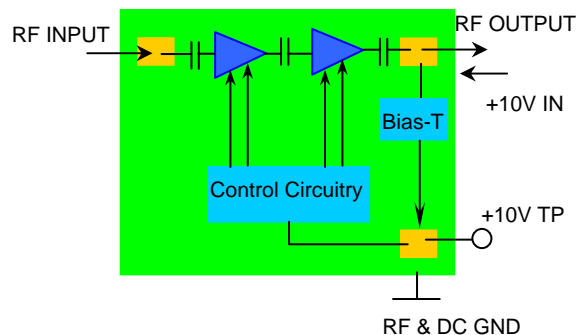 RF INPUT
RF OUTPUT
+10V IN
Bias-T
Control Circuitry
+10V TP
RF & DC GND